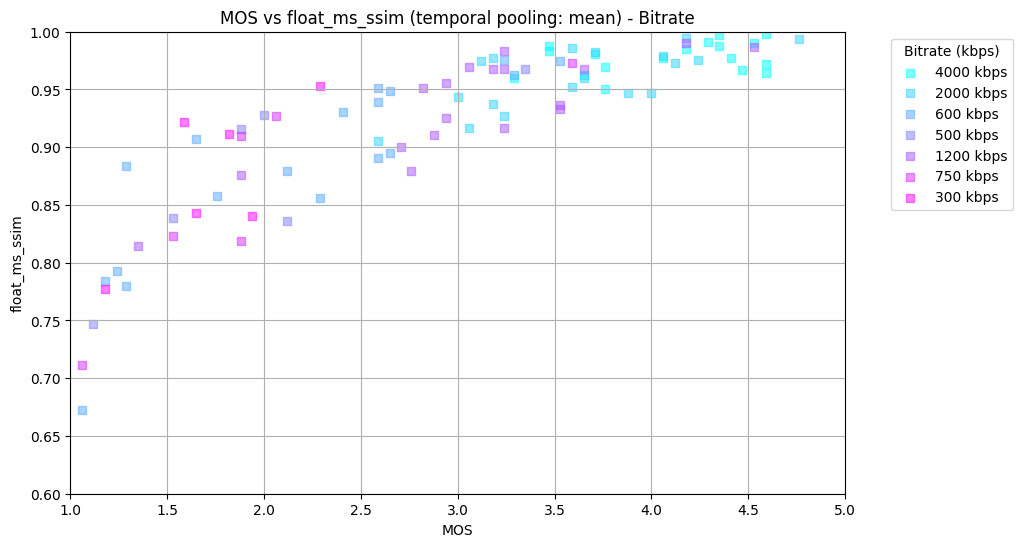 MOS vs float_ms_ssim (temporal pooling: mean) - Bitrate
1.00
0.95
0.90
0.85
0.80
0.75
0.70
0.65
0.60
float_ms_ssim
1.0 1.5 2.0 2.5 3.0 3.5 4.0 4.5 5.0
MOS
Bitrate (kbps)
4000 kbps
2000 kbps
600 kbps
500 kbps
1200 kbps
750 kbps
300 kbps